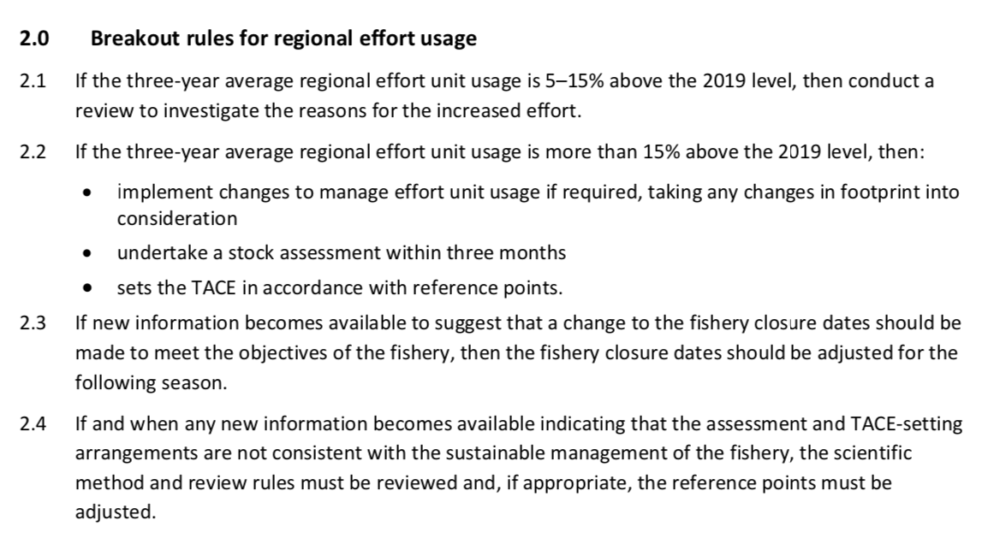 2.0 Breakout rules for regional effort usage
2.1 If the three-year average regional effort unit usage is 5–15% above the 2019 level, then conduct a
review to investigate the reasons for the increased effort.
2.2 If the three-year average regional effort unit usage is more than 15% above the 2019 level, then:
• implement changes to manage effort unit usage if required, taking any changes in footprint into
consideration
• undertake a stock assessment within three months
• sets the TACE in accordance with reference points.
2.3 If new information becomes available to suggest that a change to the fishery closure dates should be
made to meet the objectives of the fishery, then the fishery closure dates should be adjusted for the
following season.
2.4 If and when any new information becomes available indicating that the assessment and TACE-setting
arrangements are not consistent with the sustainable management of the fishery, the scientific
method and review rules must be reviewed and, if appropriate, the reference points must be
adjusted.